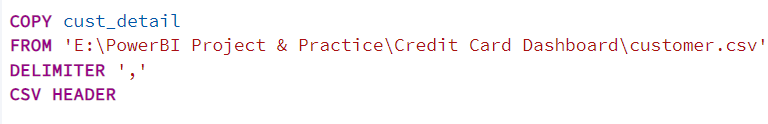 COPY cust_detail
FROM 'E:\PowerBI Project & Practice\Credit Card Dashboard\customer.csv'
DELIMITER ','
CSV HEADER